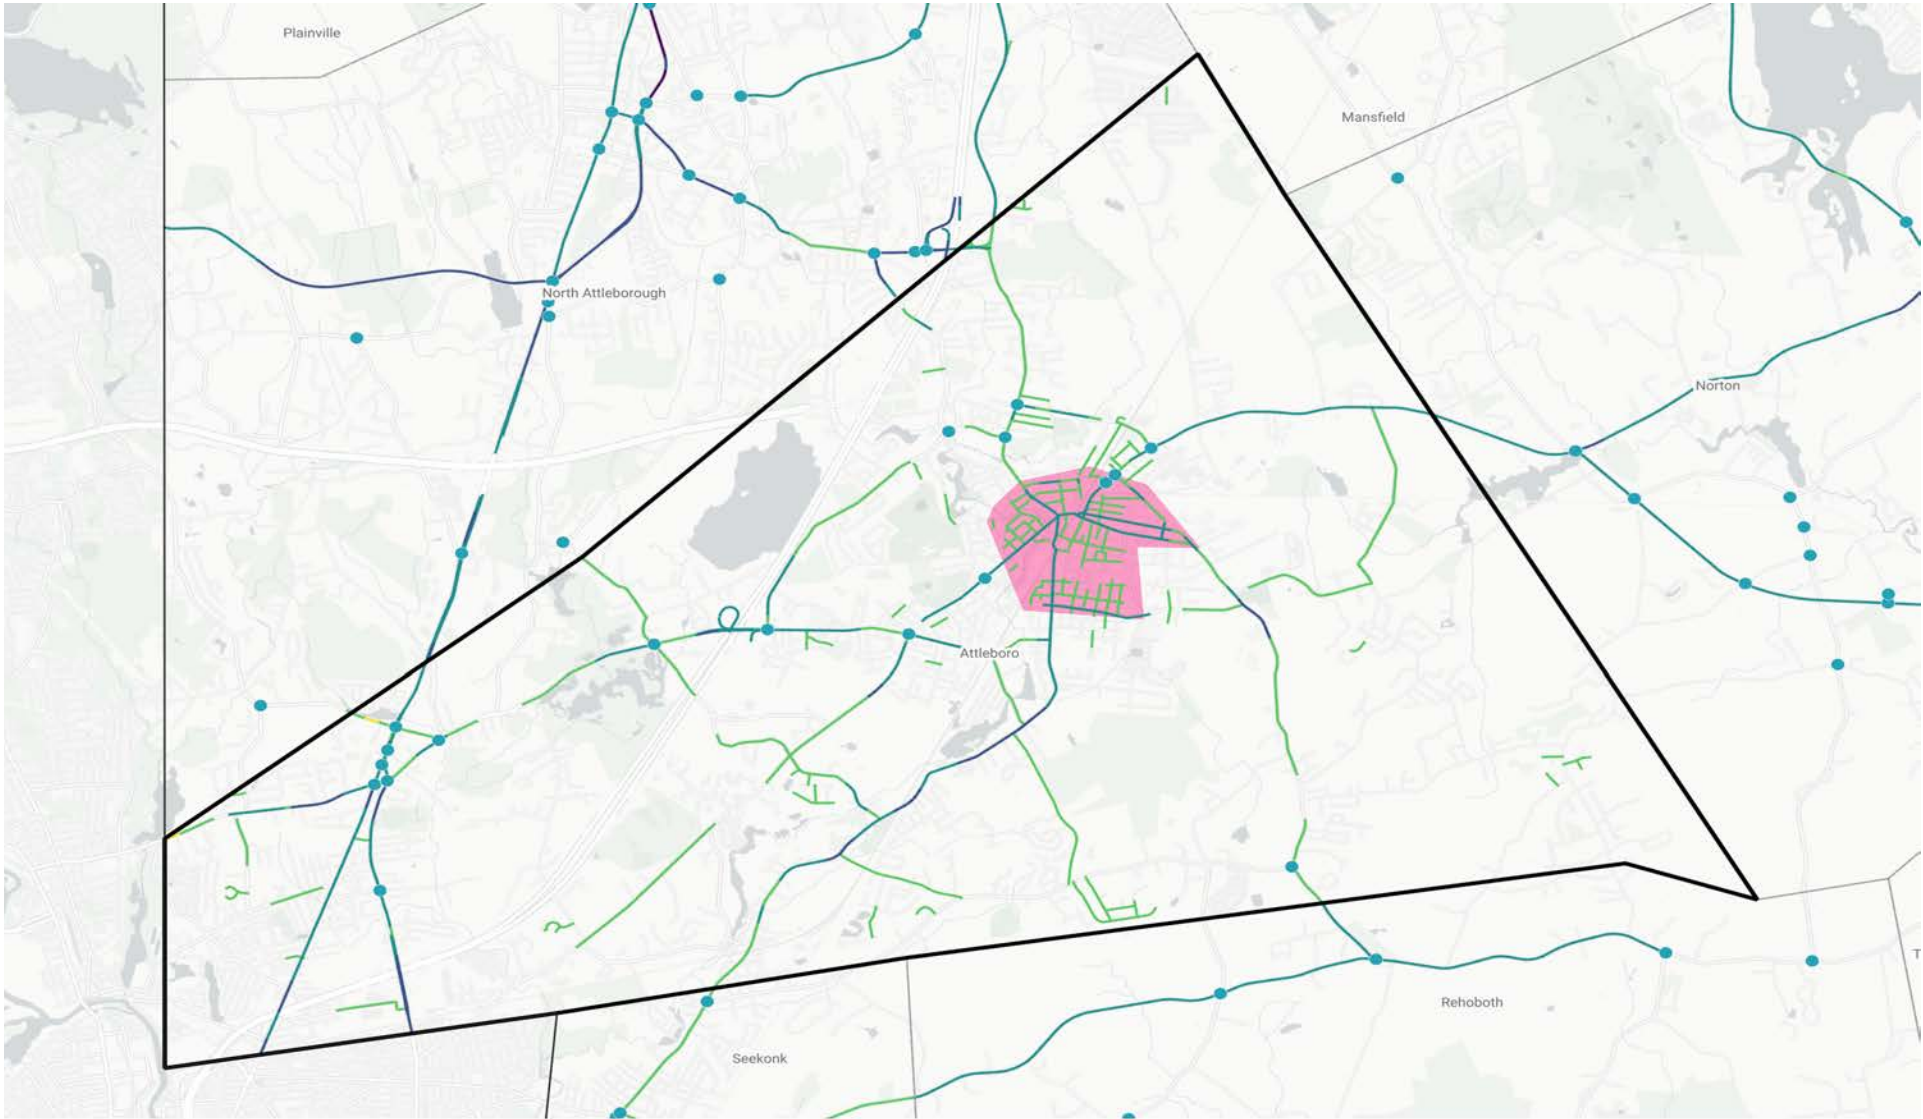 Plainville
Mansfield
North Attleborough
Norton
Attleboro
Rehoboth
Seekonk
T